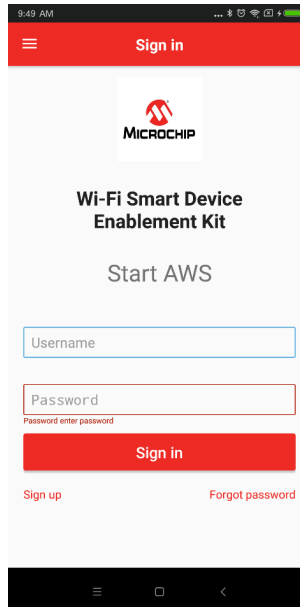 9:49 AM
Sign in
MICROCHIP
Wi-Fi Smart Device
Enablement Kit
Start AWS
Username
Password
Password enter password
Sign in
Sign up
Forgot password